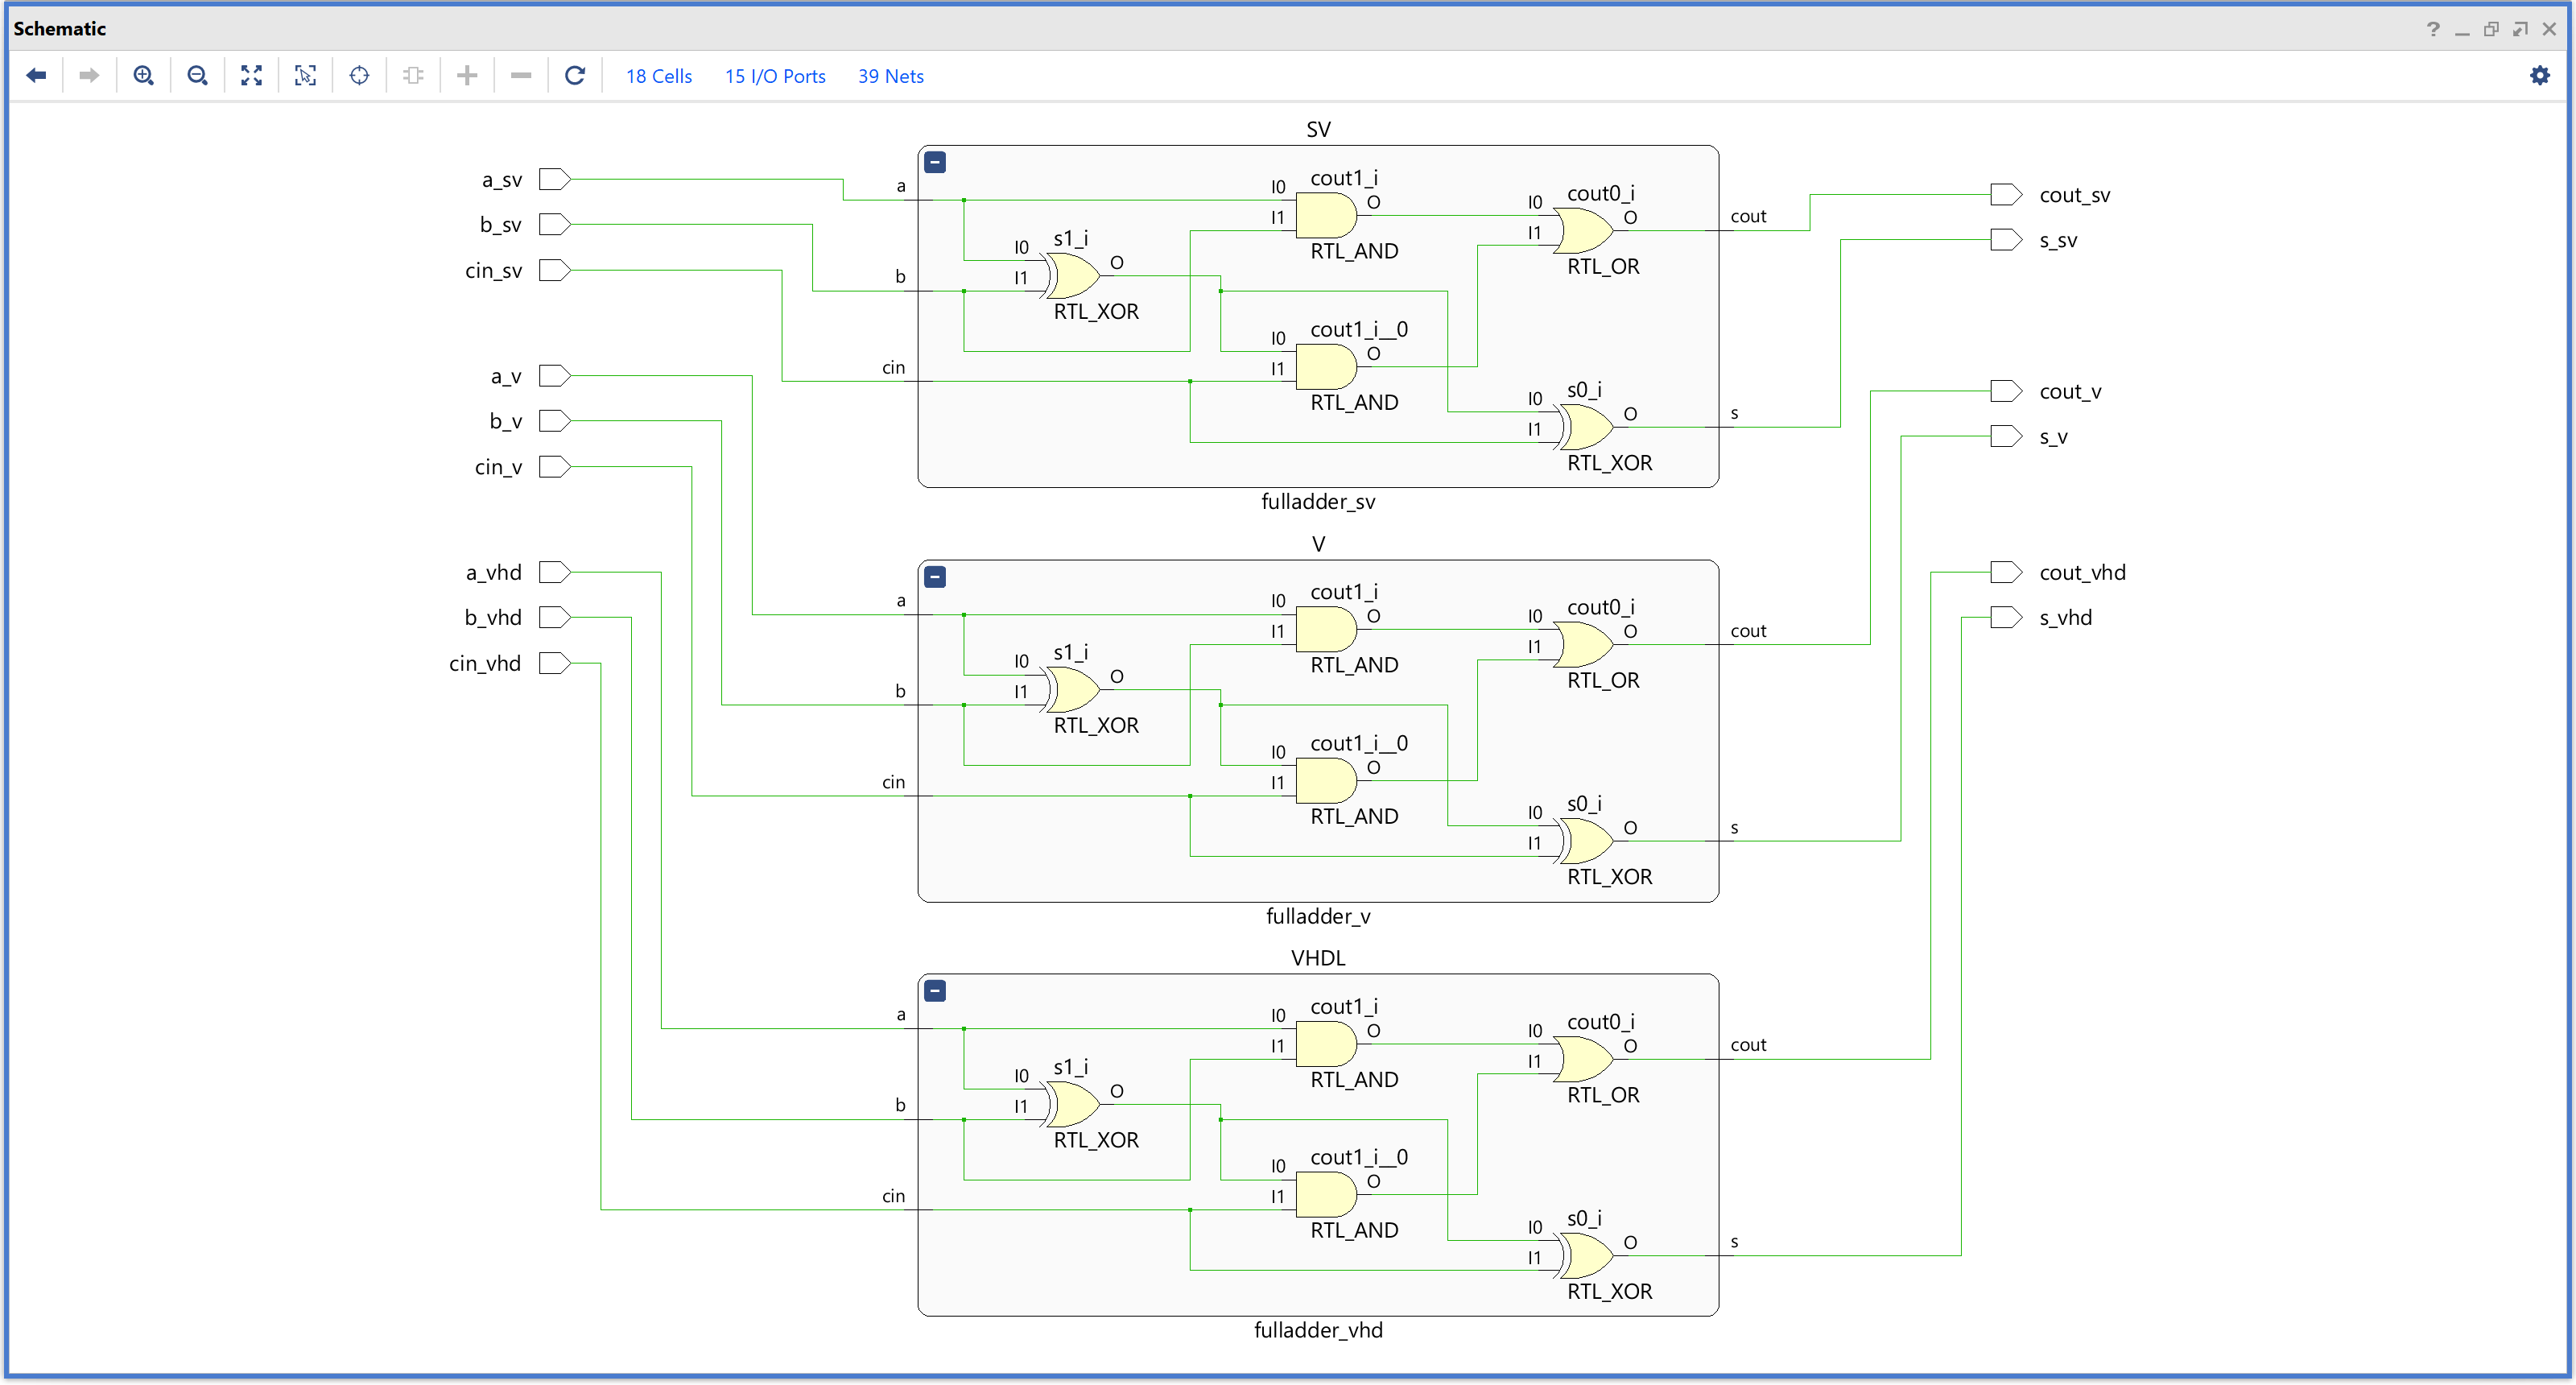 Schematic
18 Cells 15 I/O Ports 39 Nets
SV
a_sv
b_sv
cin_sv
a
b
cin
I0
I1
s1_i
O
RTL_XOR
I0
I1
cout1_i
O
RTL_AND
I0
I1
cout1_i__0
O
RTL_AND
I0
I1
cout0_i
O
RTL_OR
I0
I1
s0_i
O
RTL_XOR
cout
s
cout_sv
s_sv
fulladder_sv
V
a_v
b_v
cin_v
a
b
cin
I0
I1
s1_i
O
RTL_XOR
I0
I1
cout1_i
O
RTL_AND
I0
I1
cout1_i__0
O
RTL_AND
I0
I1
cout0_i
O
RTL_OR
I0
I1
s0_i
O
RTL_XOR
cout
s
cout_v
s_v
fulladder_v
VHDL
a_vhd
b_vhd
cin_vhd
a
b
cin
I0
I1
s1_i
O
RTL_XOR
I0
I1
cout1_i
O
RTL_AND
I0
I1
cout1_i__0
O
RTL_AND
I0
I1
cout0_i
O
RTL_OR
I0
I1
s0_i
O
RTL_XOR
cout
s
cout_vhd
s_vhd
fulladder_vhd